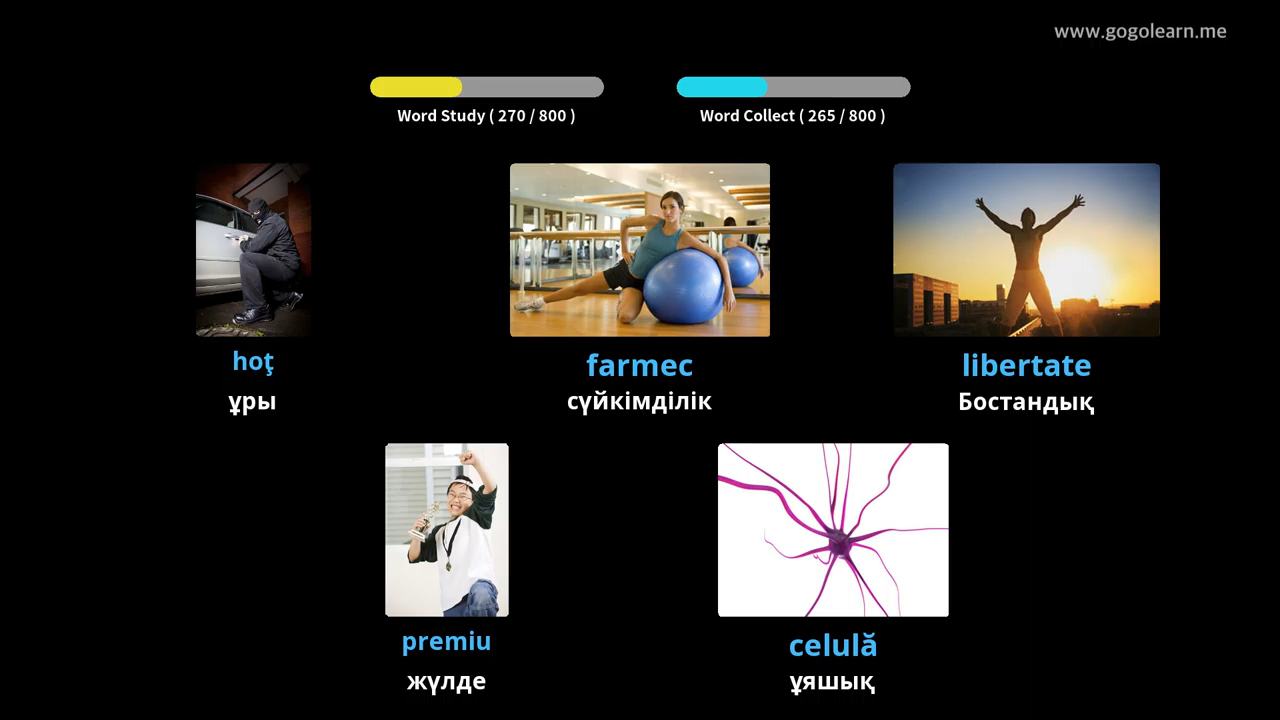 www.gogolearn.me
Word Study ( 270 / 800 )
Word Collect ( 265 / 800 )
hoţ
ұры
farmec
сүйкімділік
libertate
Бостандық
premiu
жүлде
celulă
ұяшық